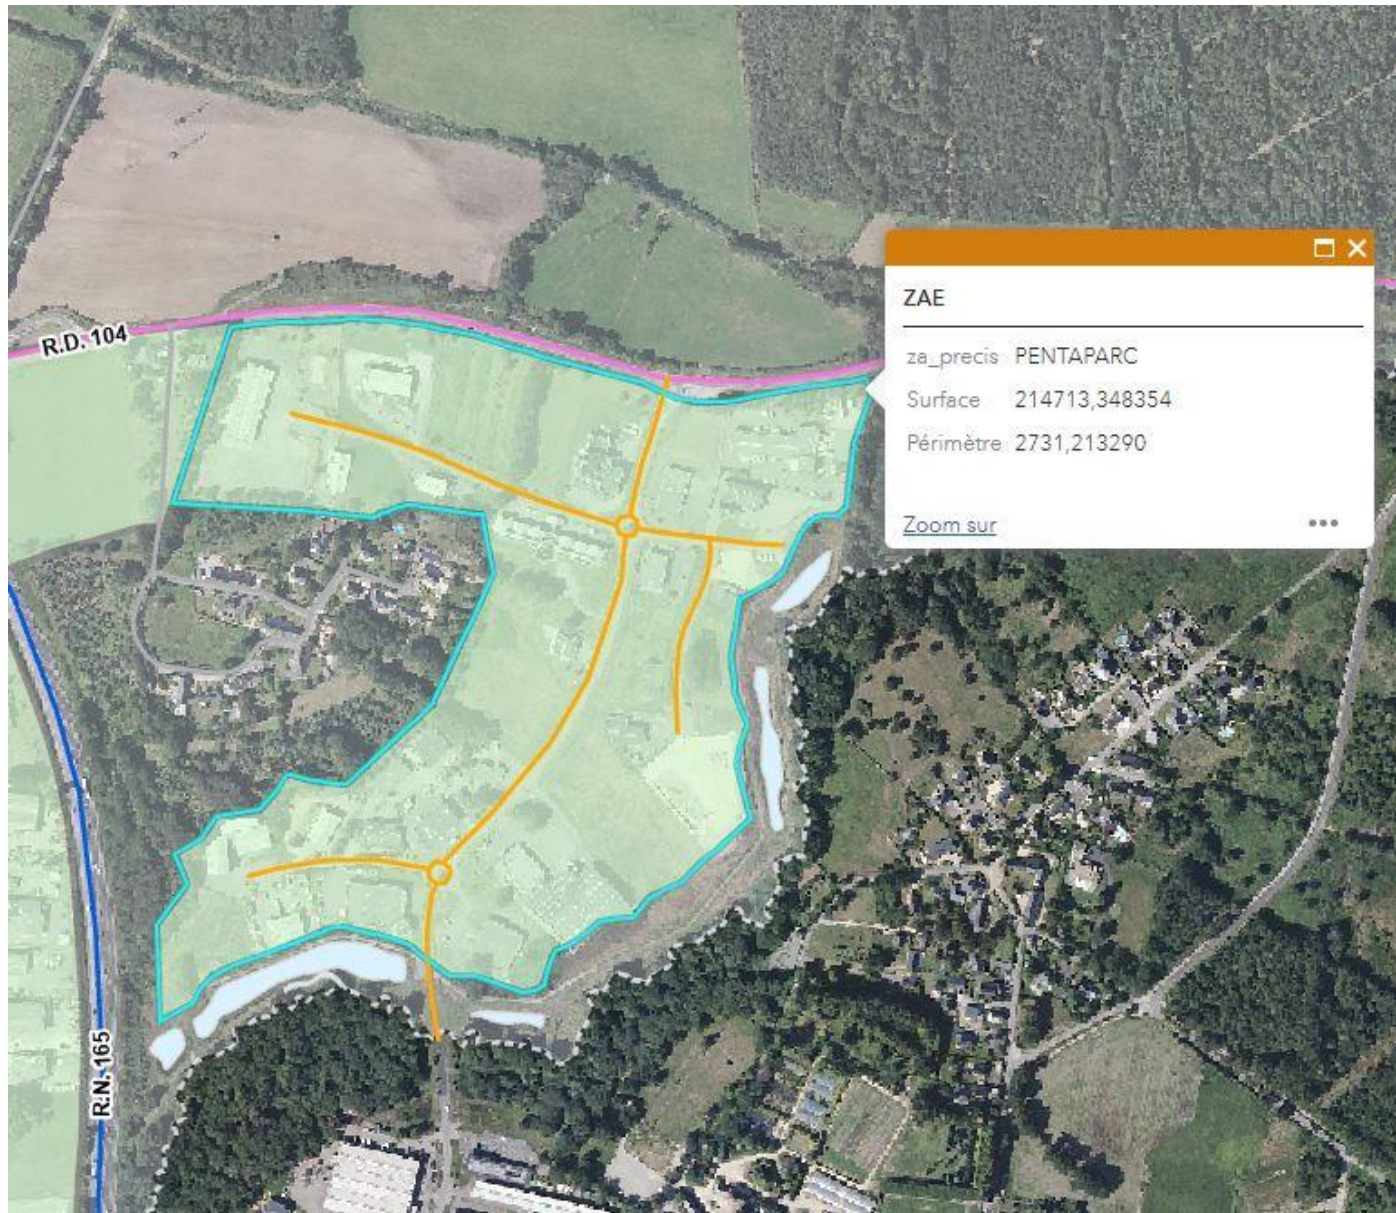 R.D. 104
ZAE
za_precis PENTAPARC
Surface 214713,348354
Périmètre 2731,213290
Zoom sur
R.N. 165